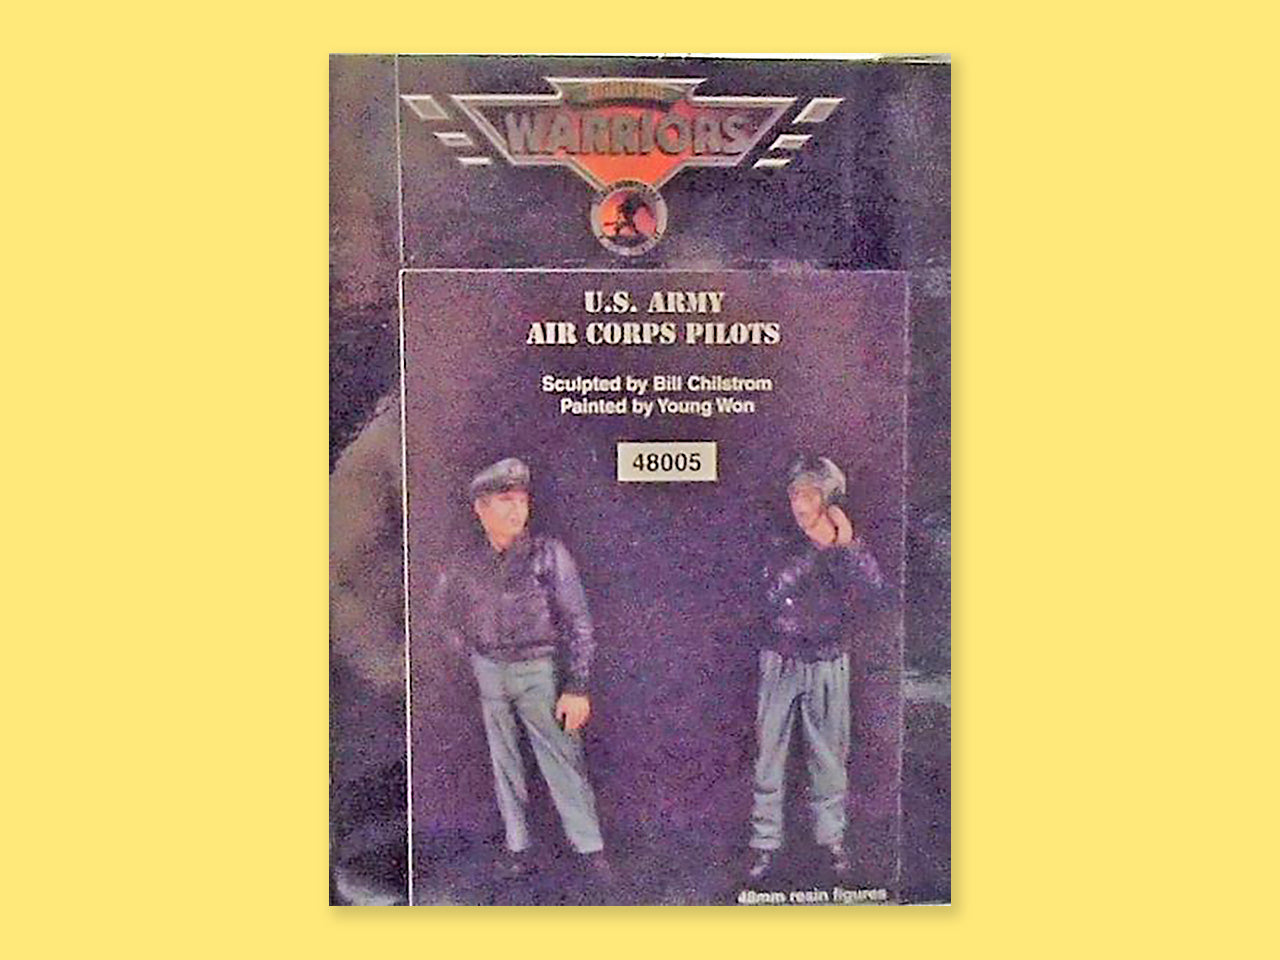 WARRIORS
U.S. ARMY
AIR CORPS PILOTS
Sculpted by Bill Chilstrom
Painted by Young Won
48005
48mm resin figures